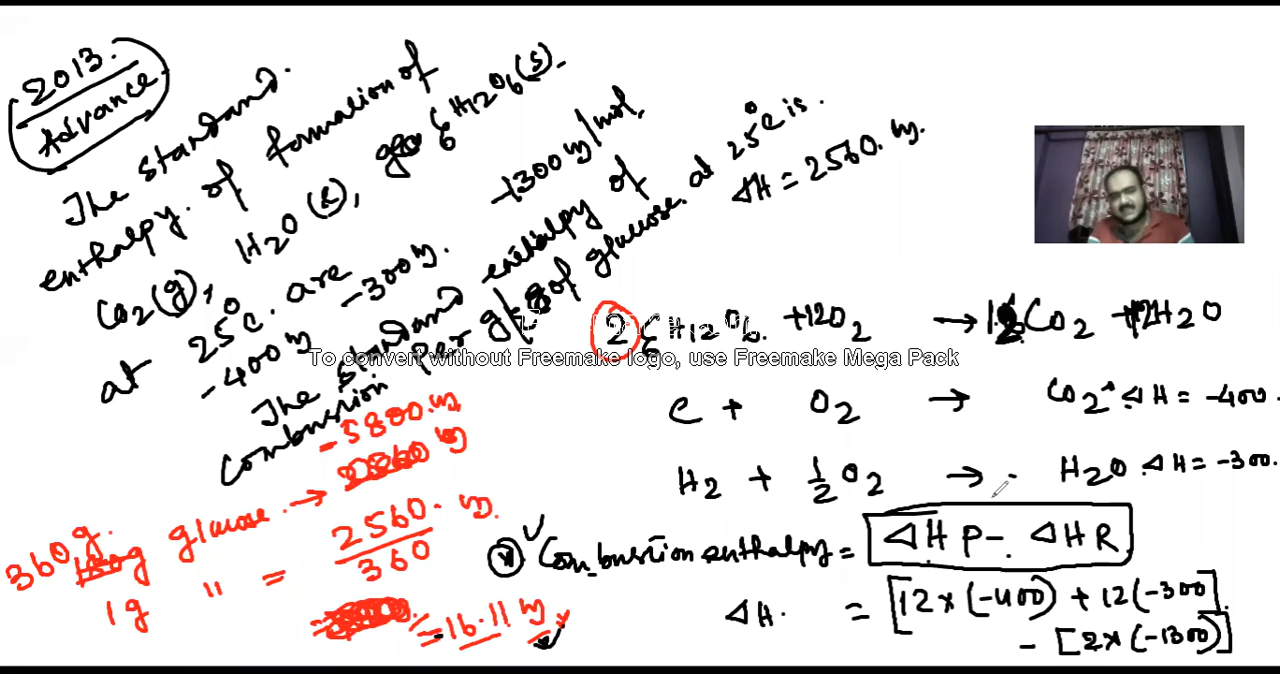 2013.
Advance
The standard.
enthalpy. of formation of
CO2(g), H2O(l), C6H12O6(s).
at 25°C. are
-400 kJ -300 kJ. -1300 kJ/mol.
The standard enthalpy of
Combustion per g of glucose. at 25°C is.
ΔH = 2560. kJ.
2 C6H12O6. +12O2 → 12 CO2 + 12H2O
To convert without Freemake logo, use Freemake Mega Pack
C + O2 → CO2 ΔH = -400.
H2 + 1/2 O2 → H2O ΔH = -300.
-5800. kJ
360g. glucose. →
1g " = 2560. kJ. / 360
= -16.11 kJ
Combustion enthalpy = ΔH P - ΔH R
ΔH. = [12×(-400) + 12(-300)]
- [2×(-1300)]